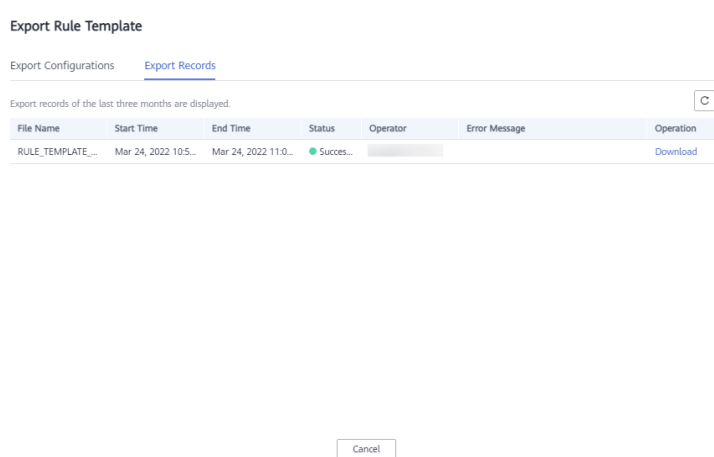 Export Rule Template
Export Configurations Export Records
Export records of the last three months are displayed.
File Name Start Time End Time Status Operator Error Message Operation
RULE_TEMPLATE_... Mar 24, 2022 10:5... Mar 24, 2022 11:0... Succes... Download
Cancel